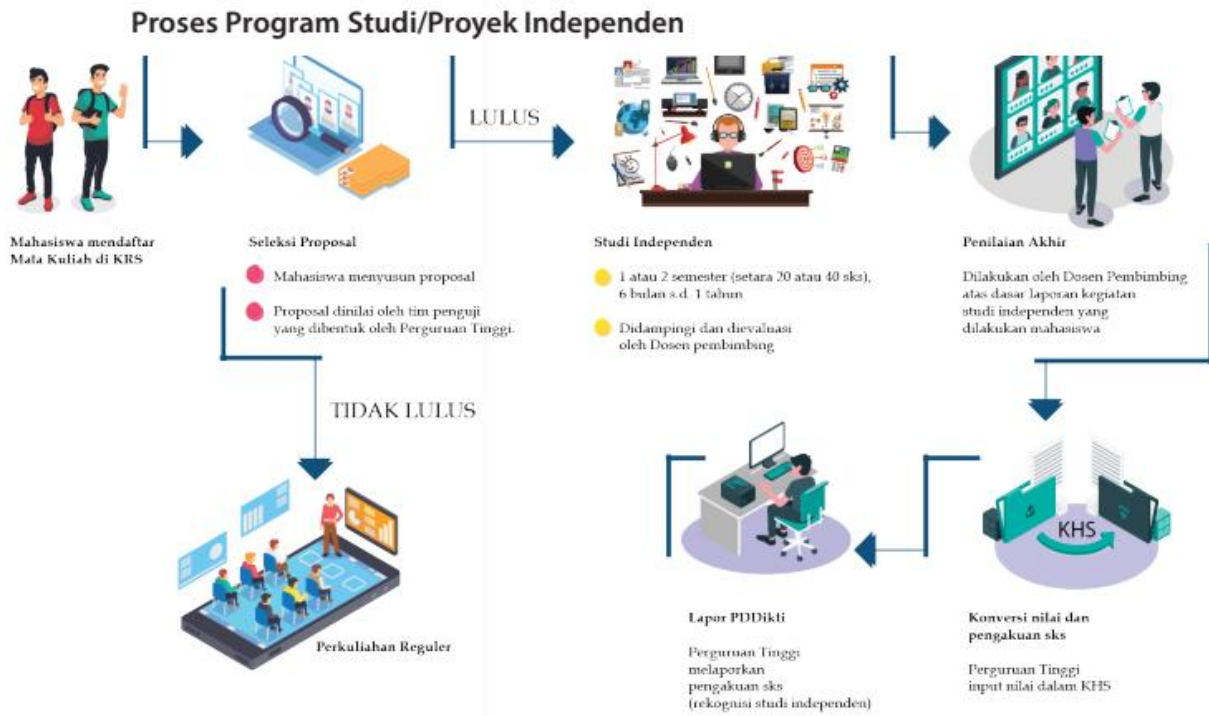 Proses Program Studi/Proyek Independen
LULUS
Mahasiswa mendaftar
Mata Kuliah di KRS
Seleksi Proposal
Mahasiswa menyusun proposal
Proposal dinilai oleh tim penguji
yang dibentuk oleh Perguruan Tinggi.
Studi Independen
1 atau 2 semester (setara 20 atau 40 sks),
6 bulan s.d. 1 tahun
Didampingi dan dievaluasi
oleh Dosen pembimbing
Penilaian Akhir
Dilakukan oleh Dosen Pembimbing
atas dasar laporan kegiatan
studi independen yang
dilakukan mahasiswa
TIDAK LULUS
Perkuliahan Reguler
KHS
Lapor PDDikti
Perguruan Tinggi
melaporkan
pengakuan sks
(rekognisi studi independen)
Konversi nilai dan
pengakuan sks
Perguruan Tinggi
input nilai dalam KHS